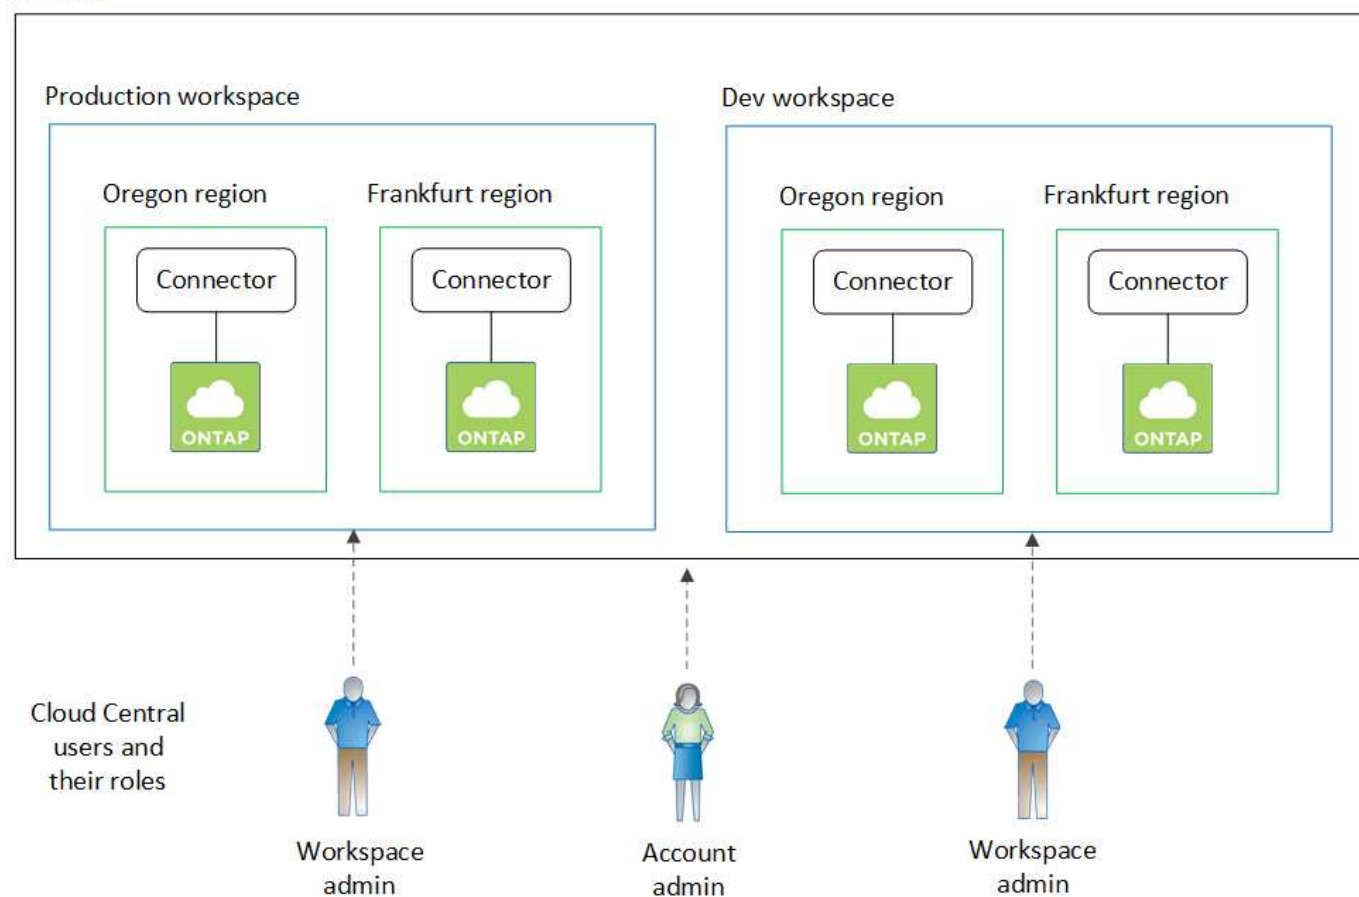 Production workspace
Dev workspace
Oregon region
Frankfurt region
Oregon region
Frankfurt region
Connector
Connector
Connector
Connector
ONTAP
ONTAP
ONTAP
ONTAP
Cloud Central
users and
their roles
Workspace
admin
Account
admin
Workspace
admin